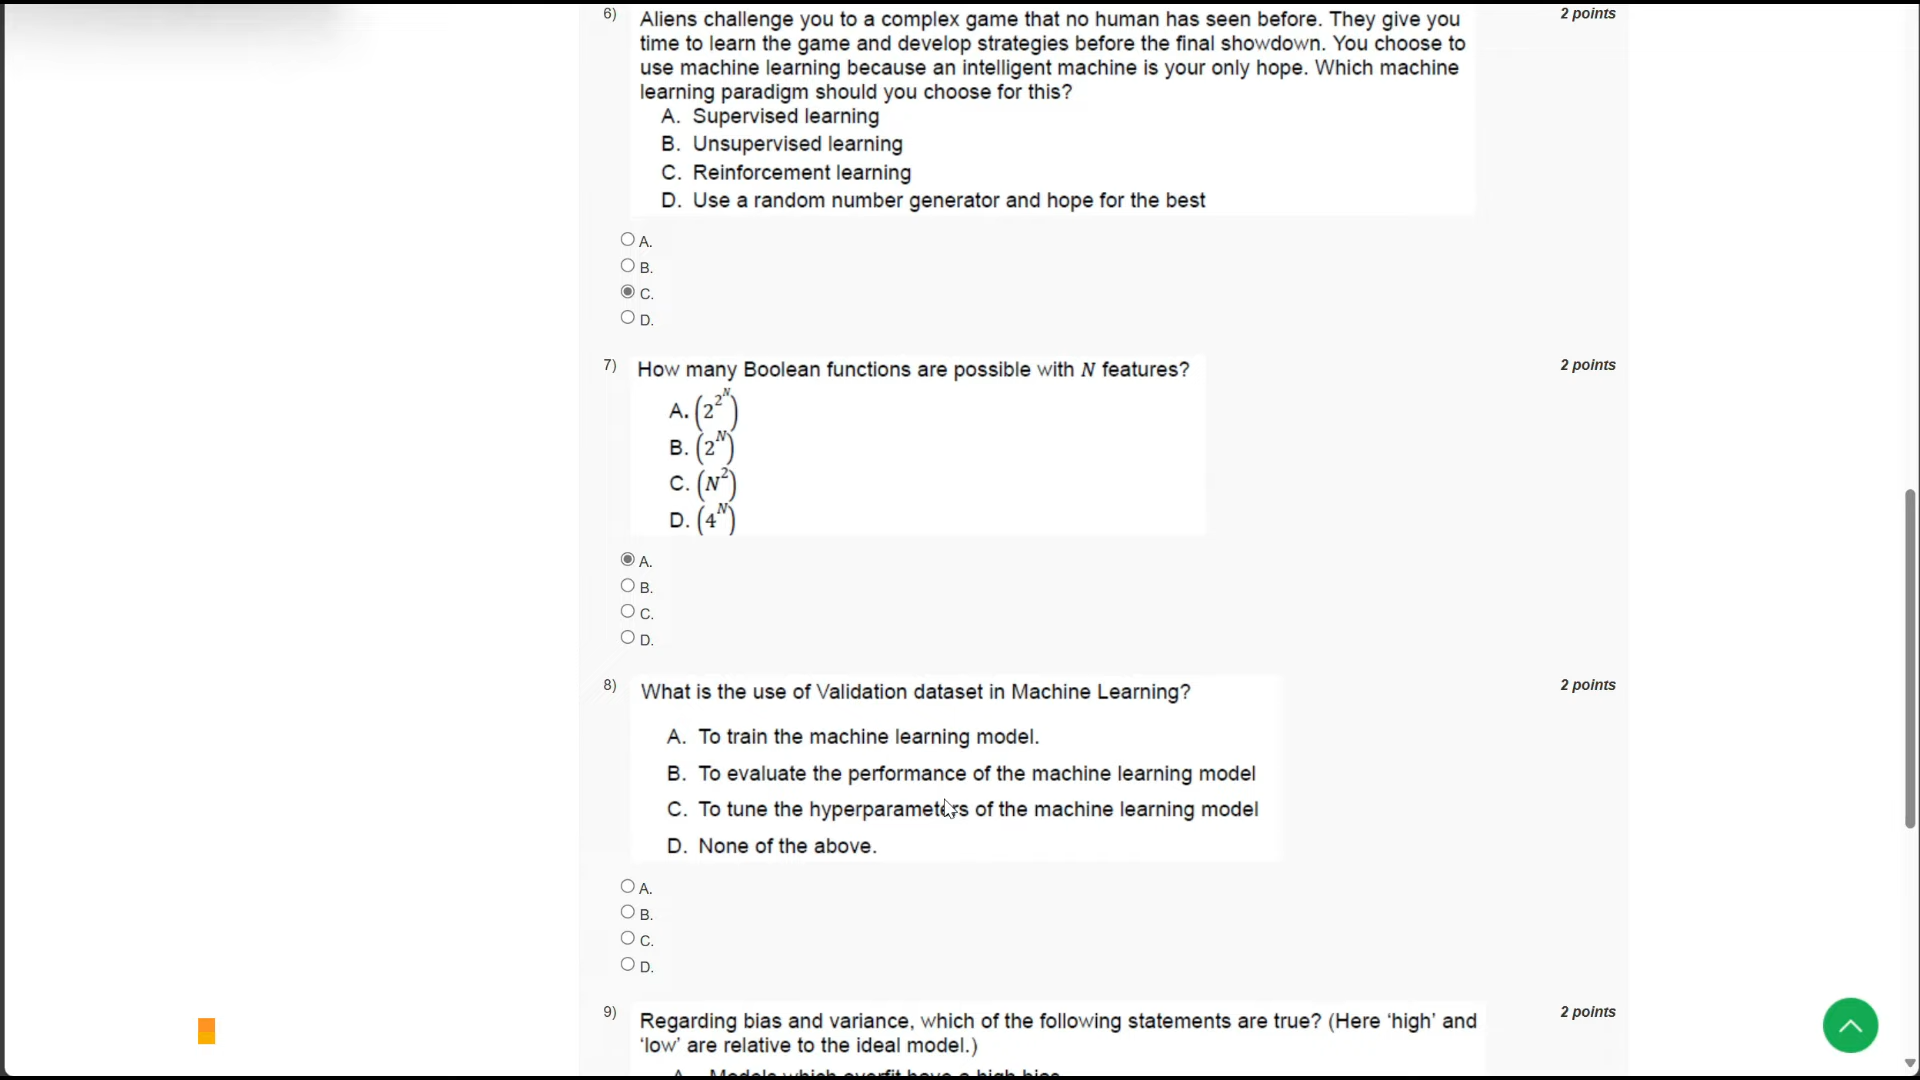 6) Aliens challenge you to a complex game that no human has seen before. They give you 2 points
time to learn the game and develop strategies before the final showdown. You choose to
use machine learning because an intelligent machine is your only hope. Which machine
learning paradigm should you choose for this?
A. Supervised learning
B. Unsupervised learning
C. Reinforcement learning
D. Use a random number generator and hope for the best
A.
B.
C.
D.
7) How many Boolean functions are possible with N features? 2 points
A. (2^2^N)
B. (2^N)
C. (N^2)
D. (4^N)
A.
B.
C.
D.
8) What is the use of Validation dataset in Machine Learning? 2 points
A. To train the machine learning model.
B. To evaluate the performance of the machine learning model
C. To tune the hyperparameters of the machine learning model
D. None of the above.
A.
B.
C.
D.
9) Regarding bias and variance, which of the following statements are true? (Here ‘high’ and 2 points
‘low’ are relative to the ideal model.)
A. Models which overfit have a high bias